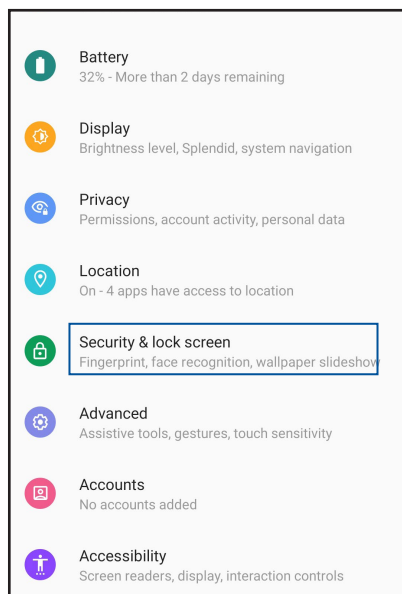 Battery
32% - More than 2 days remaining
Display
Brightness level, Splendid, system navigation
Privacy
Permissions, account activity, personal data
Location
On - 4 apps have access to location
Security & lock screen
Fingerprint, face recognition, wallpaper slideshow
Advanced
Assistive tools, gestures, touch sensitivity
Accounts
No accounts added
Accessibility
Screen readers, display, interaction controls